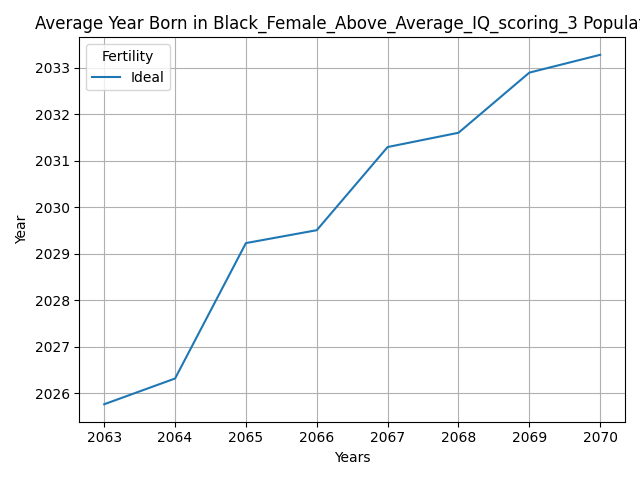 Average Year Born in Black_Female_Above_Average_IQ_scoring_3 Populat
Fertility
Ideal
2033
2032
2031
2030
2029
2028
2027
2026
Year
2063 2064 2065 2066 2067 2068 2069 2070
Years